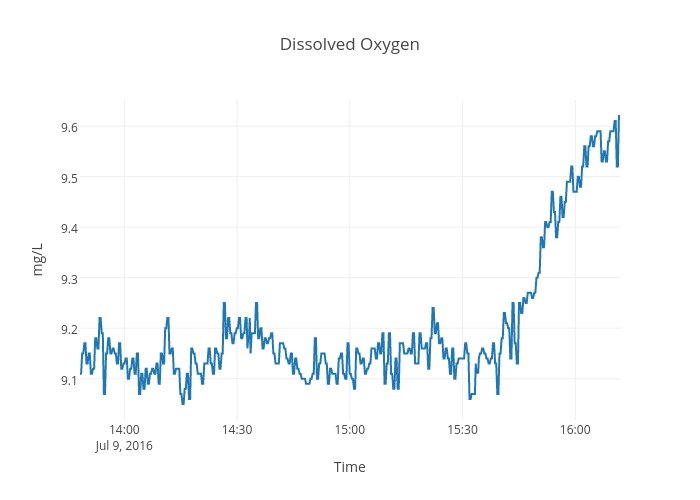 Dissolved Oxygen
9.6
9.5
9.4
9.3
9.2
9.1
mg/L
14:00
14:30
15:00
15:30
16:00
Jul 9, 2016
Time